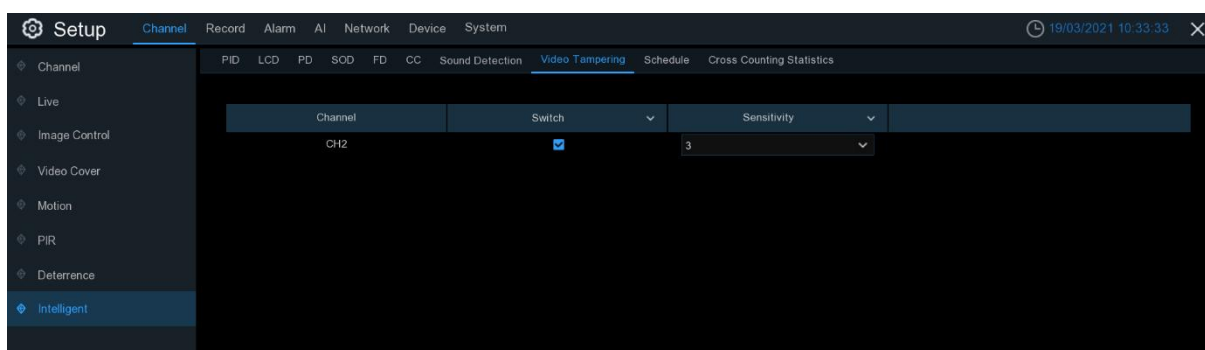 Setup Channel Record Alarm AI Network Device System 19/03/2021 10:33:33
PID LCD PD SOD FD CC Sound Detection Video Tampering Schedule Cross Counting Statistics
Channel
Live
Image Control
Video Cover
Motion
PIR
Deterrence
Intelligent
Channel Switch Sensitivity
CH2 3